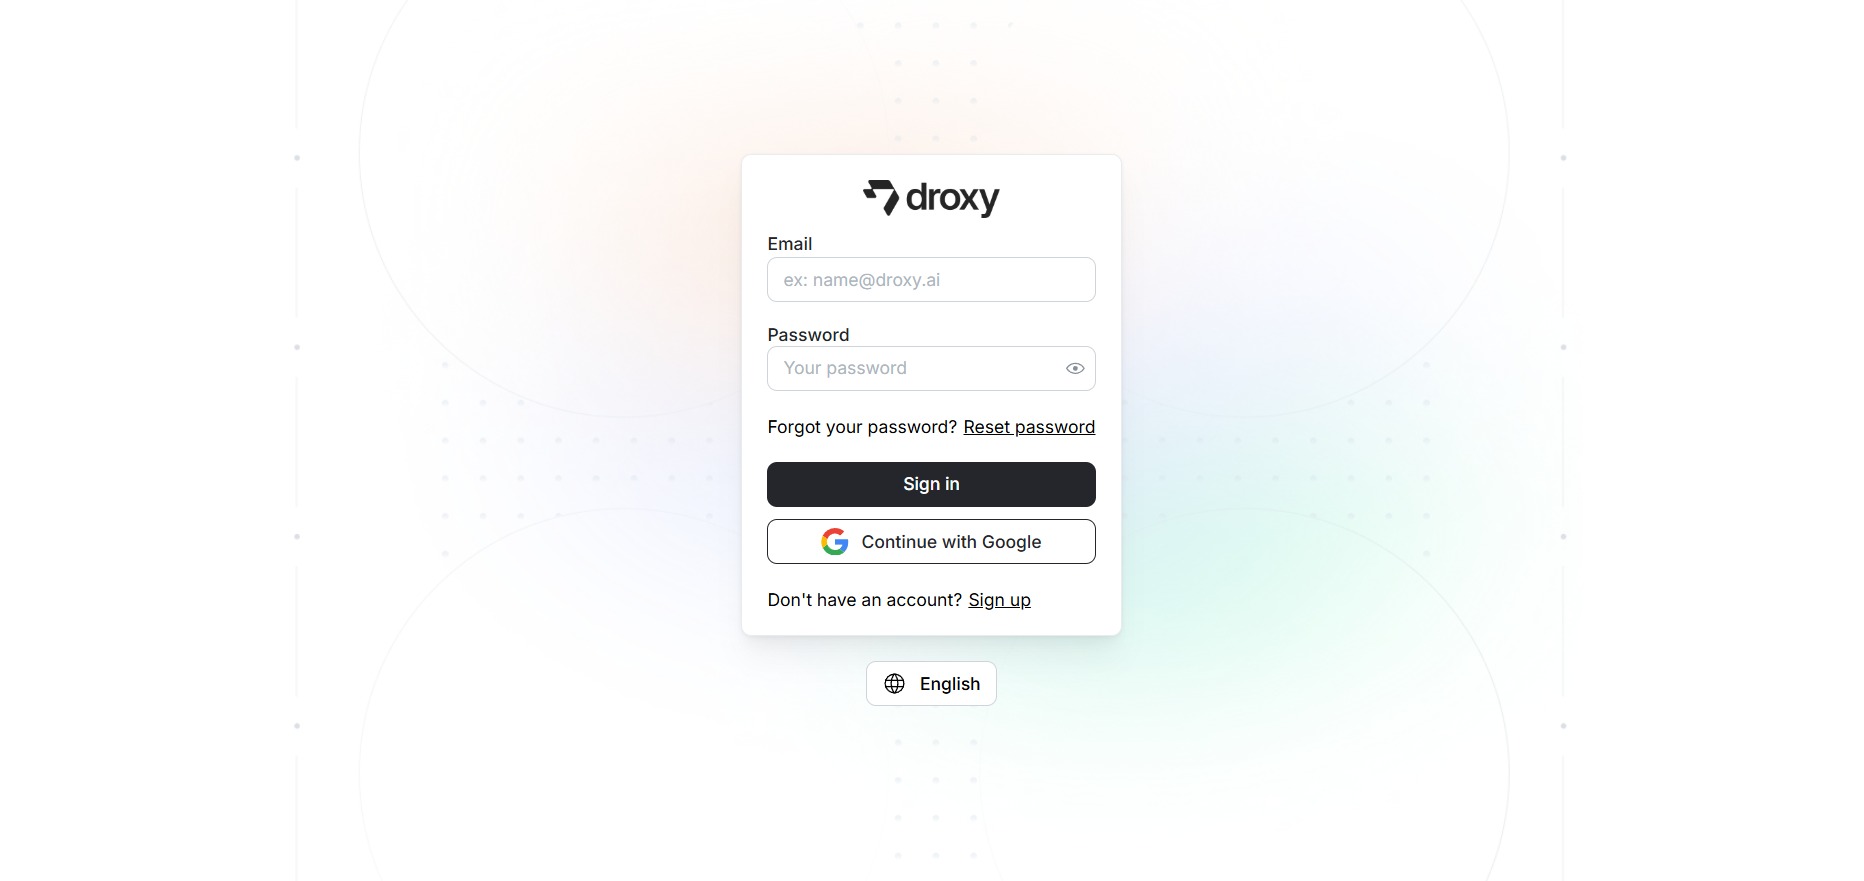 droxy
Email
ex: name@droxy.ai
Password
Your password
Forgot your password? Reset password
Sign in
Continue with Google
Don't have an account? Sign up
English